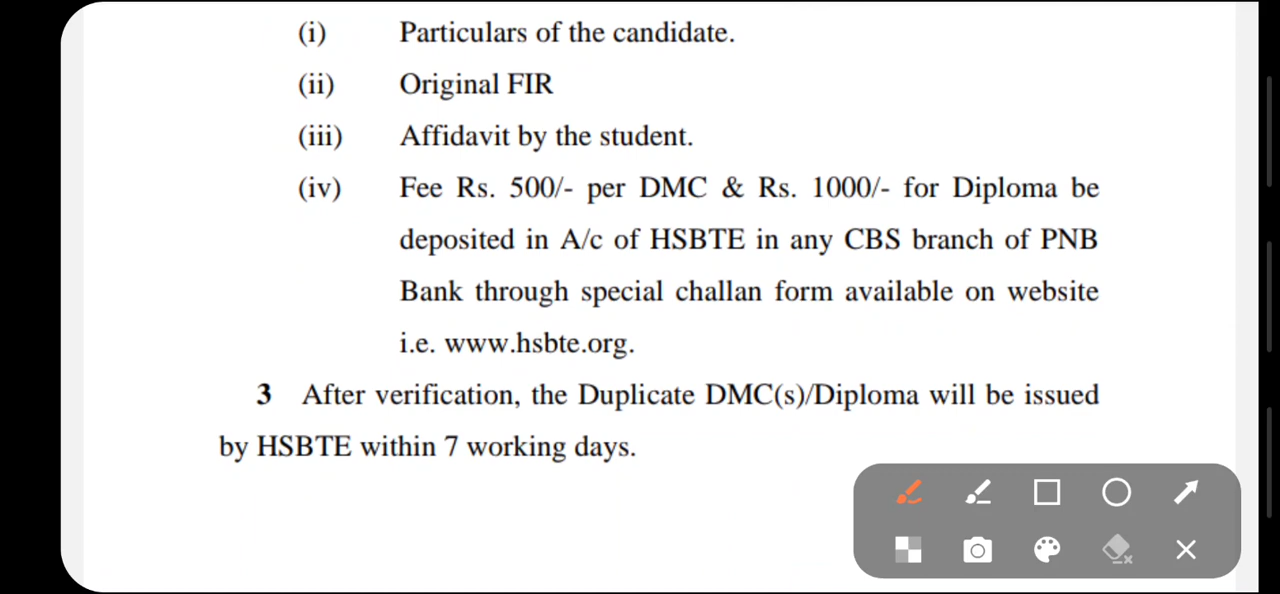 (i) Particulars of the candidate.
(ii) Original FIR
(iii) Affidavit by the student.
(iv) Fee Rs. 500/- per DMC & Rs. 1000/- for Diploma be
deposited in A/c of HSBTE in any CBS branch of PNB
Bank through special challan form available on website
i.e. www.hsbte.org.
3 After verification, the Duplicate DMC(s)/Diploma will be issued
by HSBTE within 7 working days.